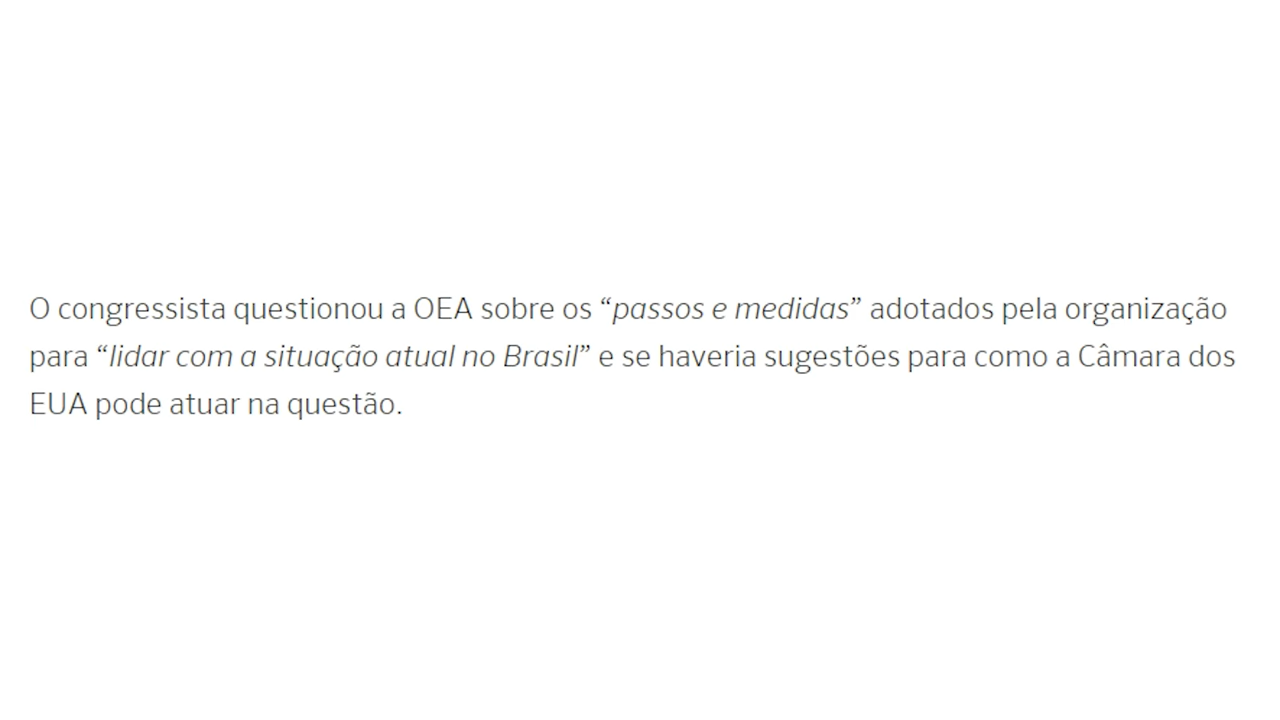 O congressista questionou a OEA sobre os “passos e medidas” adotados pela organização
para “lidar com a situação atual no Brasil” e se haveria sugestões para como a Câmara dos
EUA pode atuar na questão.